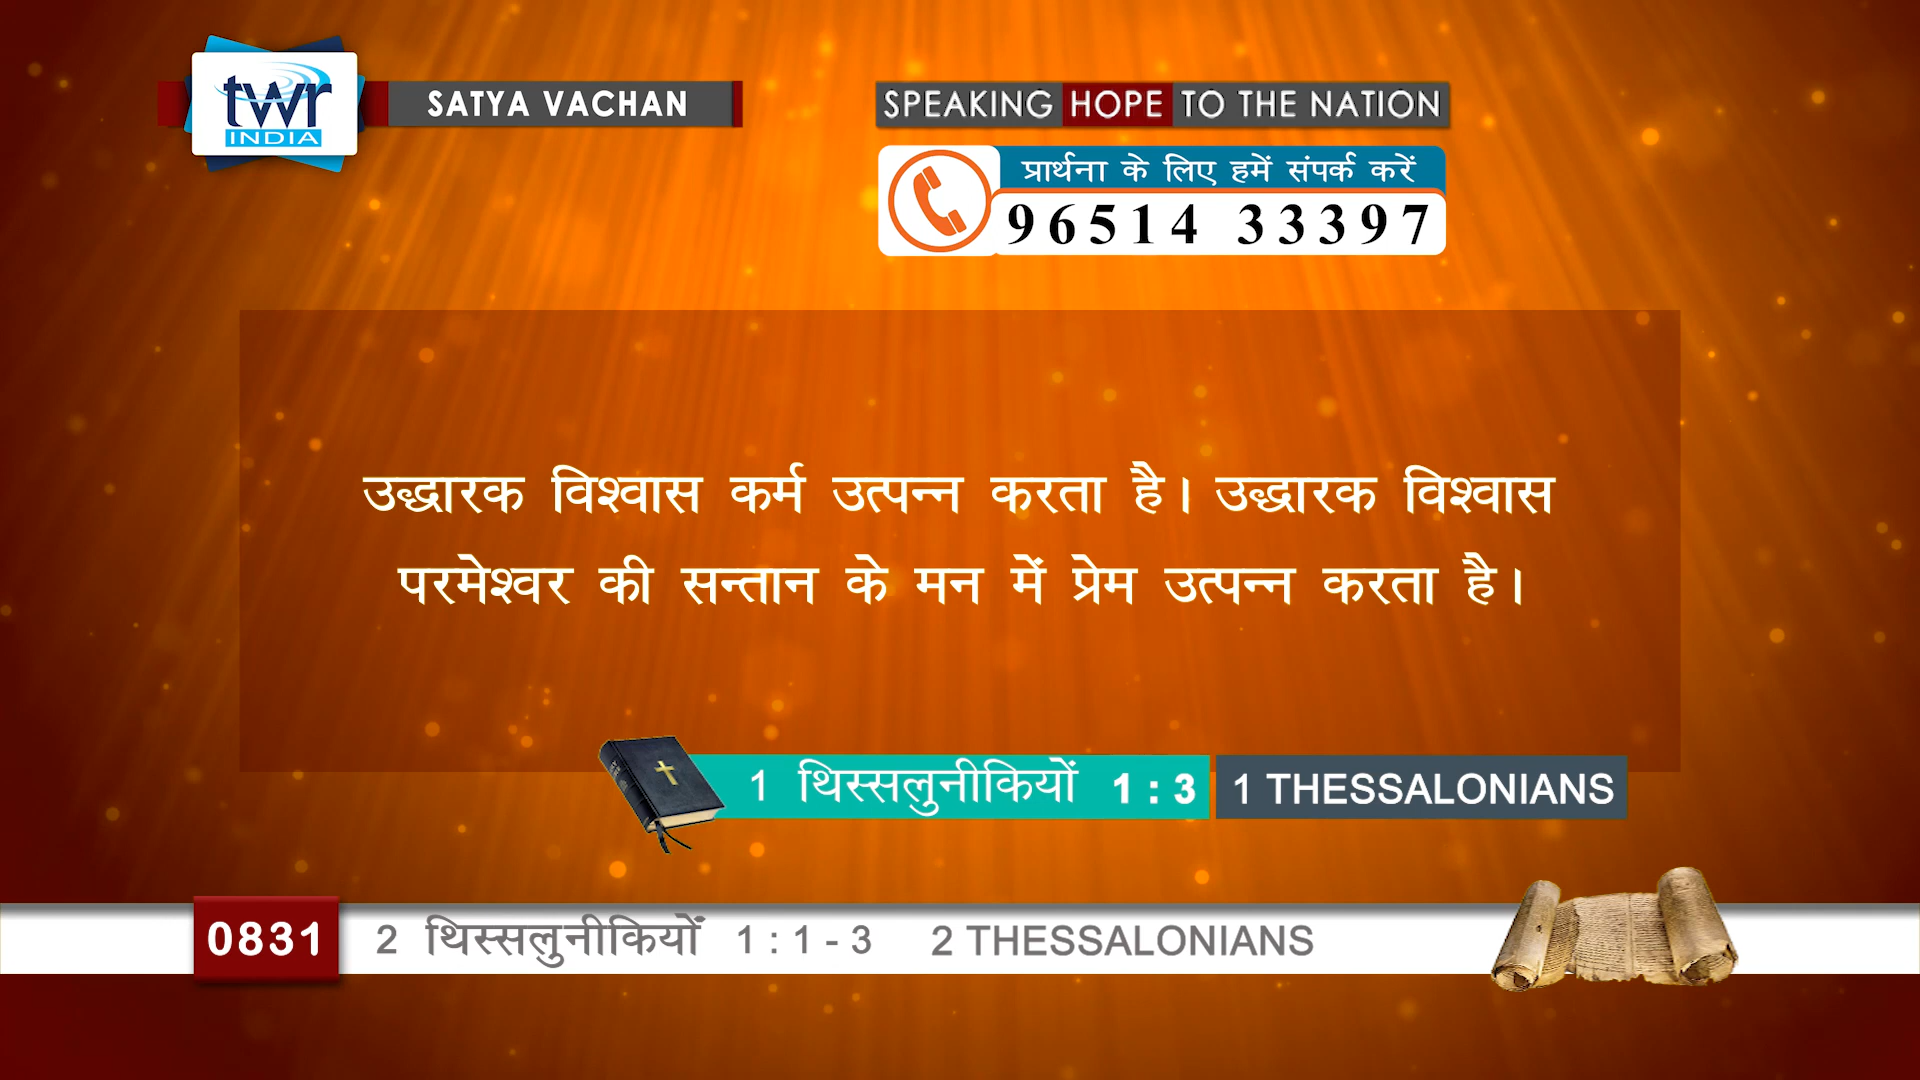 twr
INDIA
SATYA VACHAN
SPEAKING HOPE TO THE NATION
प्रार्थना के लिए हमें संपर्क करें
96514 33397
उद्धारक विश्वास कर्म उत्पन्न करता है। उद्धारक विश्वास
परमेश्वर की सन्तान के मन में प्रेम उत्पन्न करता है।
1 थिस्सलुनीकियों 1 : 3 1 THESSALONIANS
0831 2 थिस्सलुनीकियों 1 : 1 - 3 2 THESSALONIANS